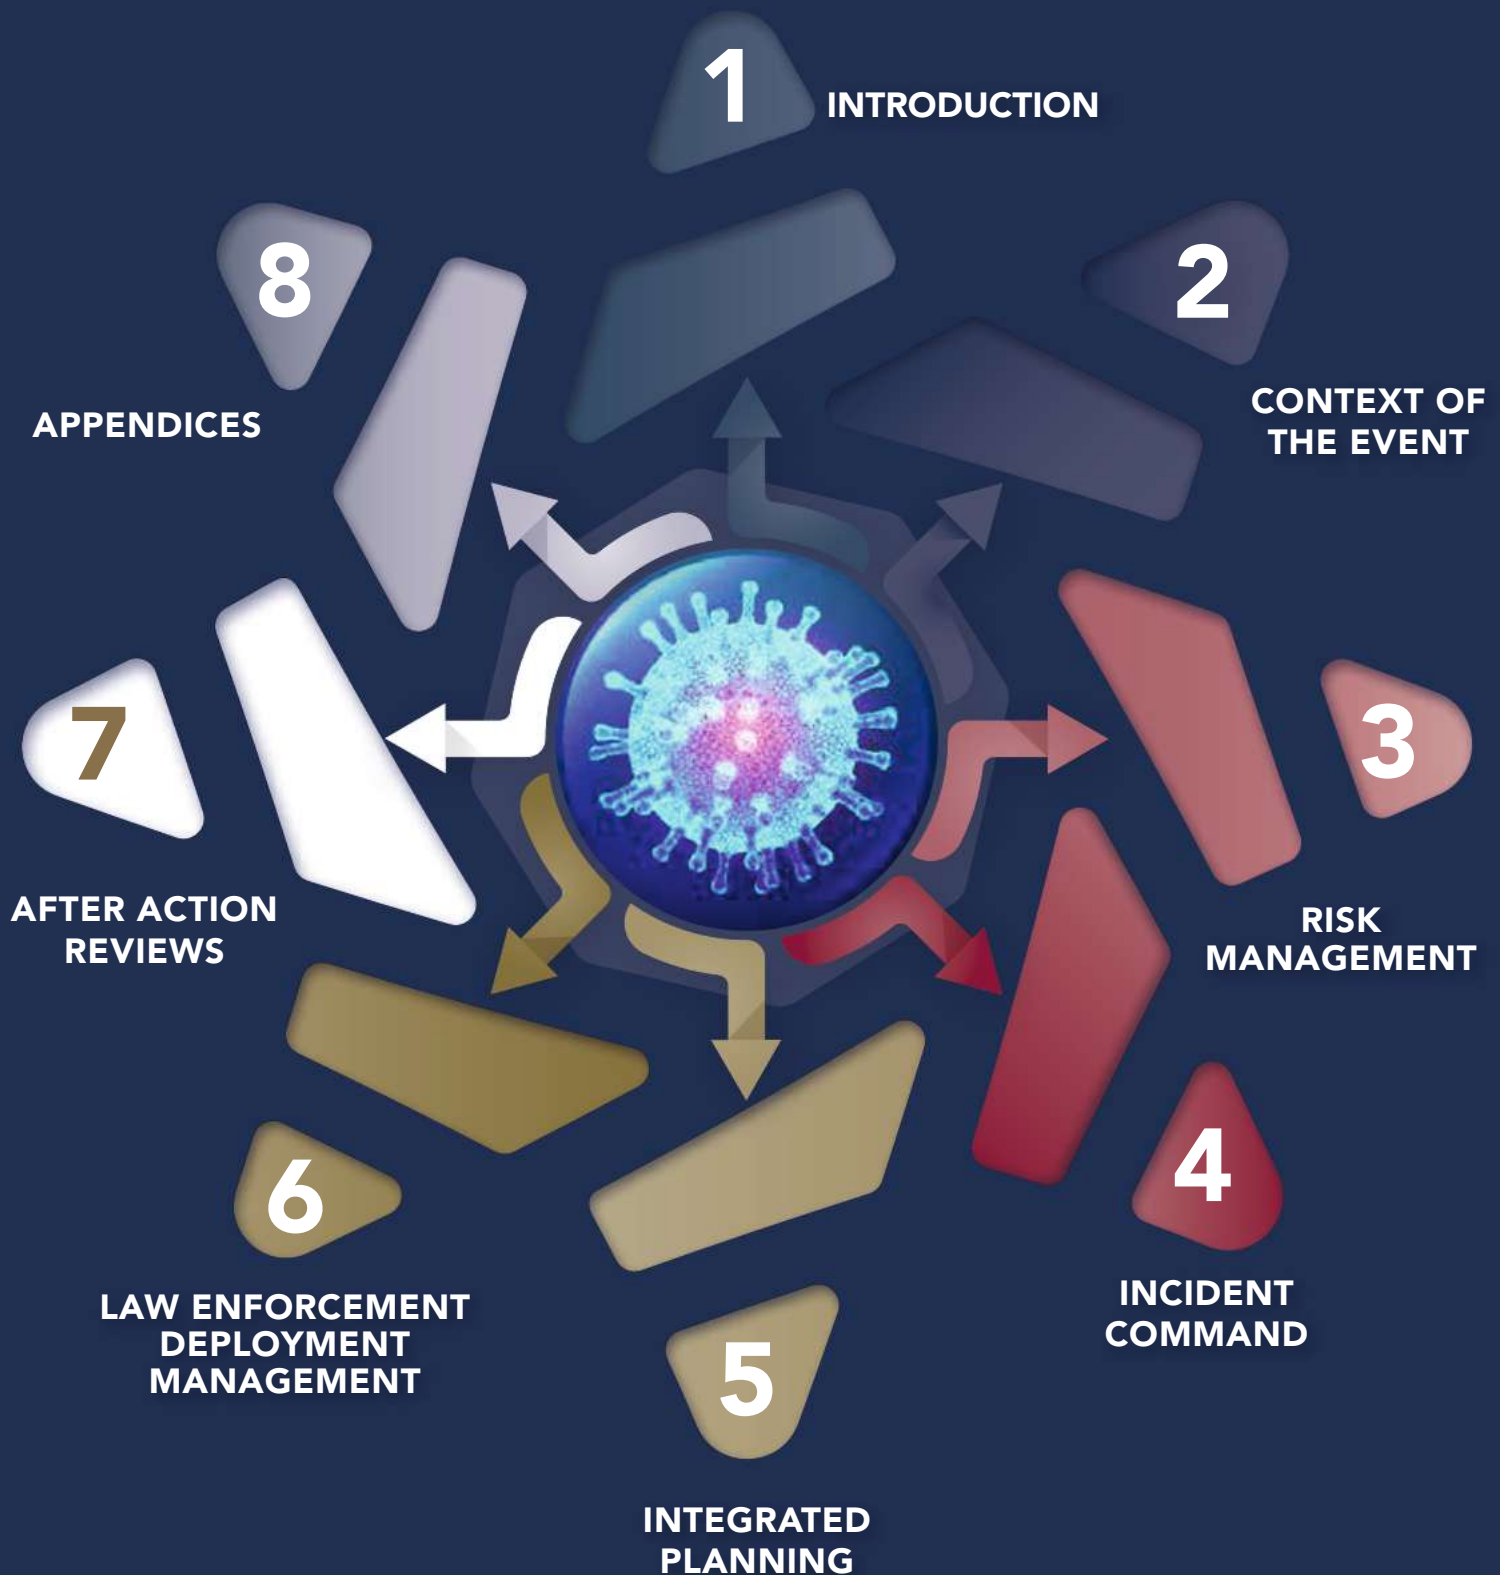 1
INTRODUCTION
2
CONTEXT OF
THE EVENT
3
RISK
MANAGEMENT
4
INCIDENT
COMMAND
5
INTEGRATED
PLANNING
6
LAW ENFORCEMENT
DEPLOYMENT
MANAGEMENT
7
AFTER ACTION
REVIEWS
8
APPENDICES